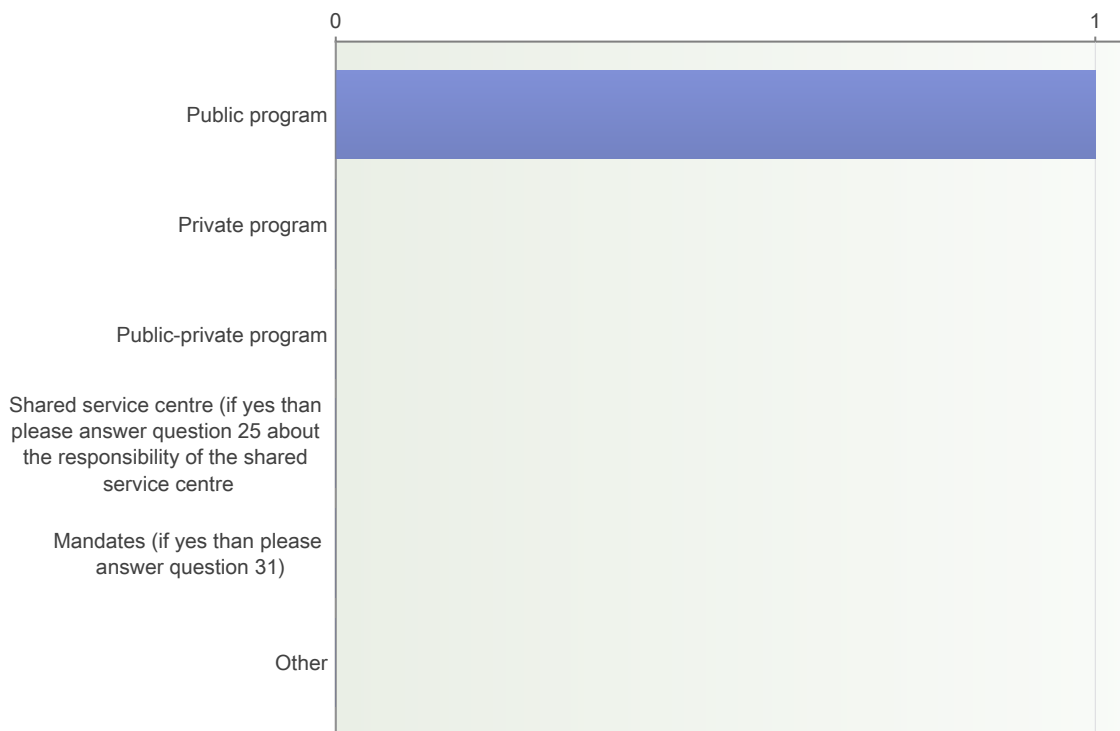 0 1
Public program
Private program
Public-private program
Shared service centre (if yes than
please answer question 25 about
the responsibility of the shared
service centre
Mandates (if yes than please
answer question 31)
Other